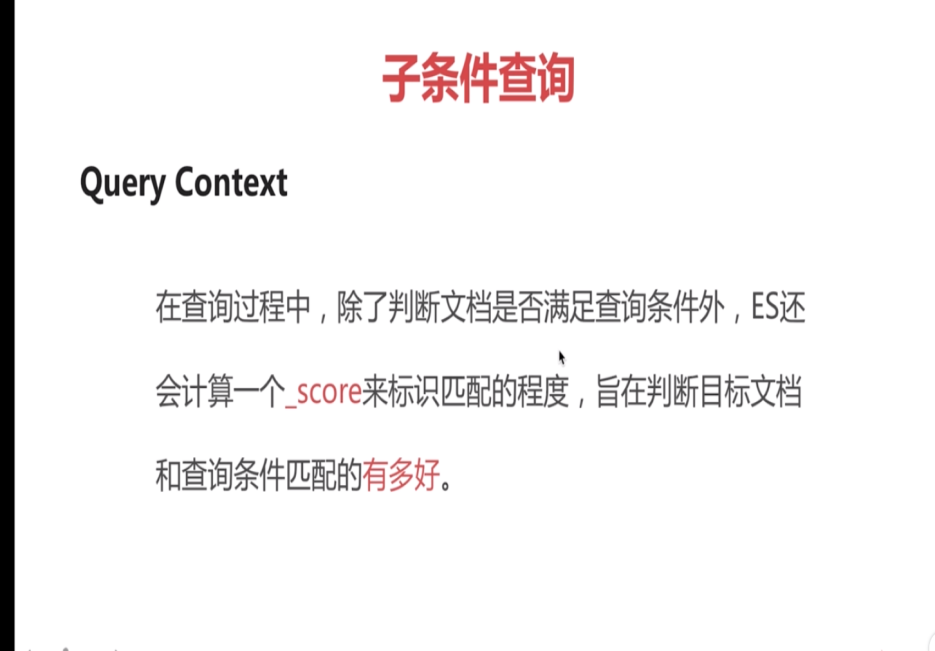 子条件查询
Query Context
在查询过程中，除了判断文档是否满足查询条件外，ES还
会计算一个_score来标识匹配的程度，旨在判断目标文档
和查询条件匹配的有多好。